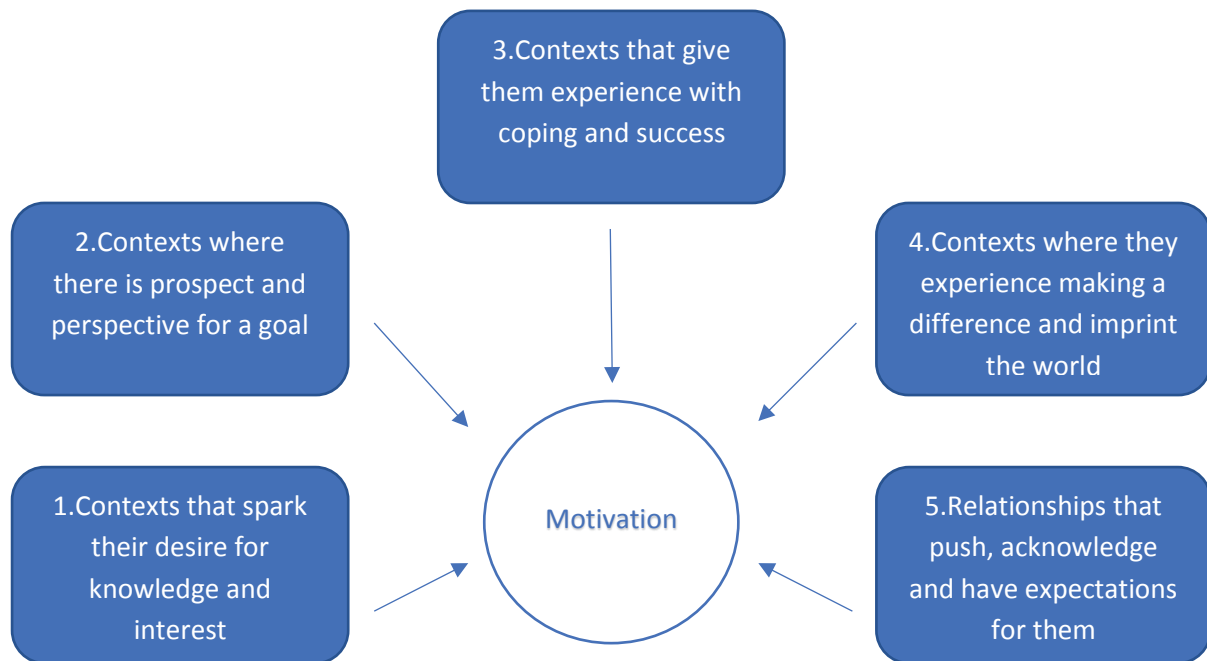 3.Contexts that give
them experience with
coping and success
2.Contexts where
there is prospect and
perspective for a goal
4.Contexts where they
experience making a
difference and imprint
the world
1.Contexts that spark
their desire for
knowledge and
interest
Motivation
5.Relationships that
push, acknowledge
and have expectations
for them